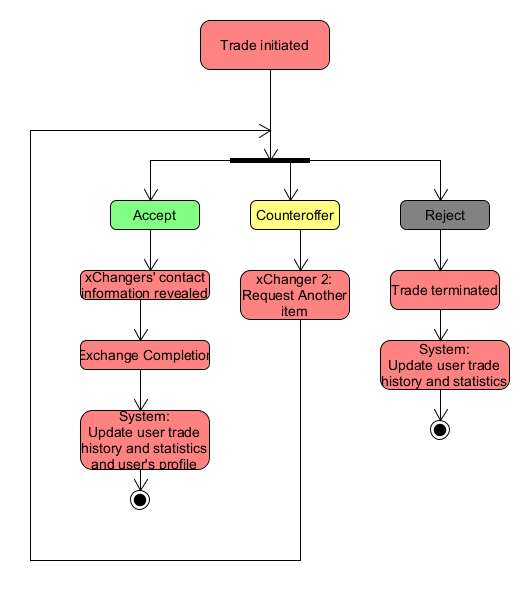 Trade initiated
Accept
Counteroffer
Reject
xChangers' contact
information revealed
xChanger 2:
Request Another
item
Trade terminated
Exchange Completion
System:
Update user trade
history and statistics
System:
Update user trade
history and statistics
and user's profile